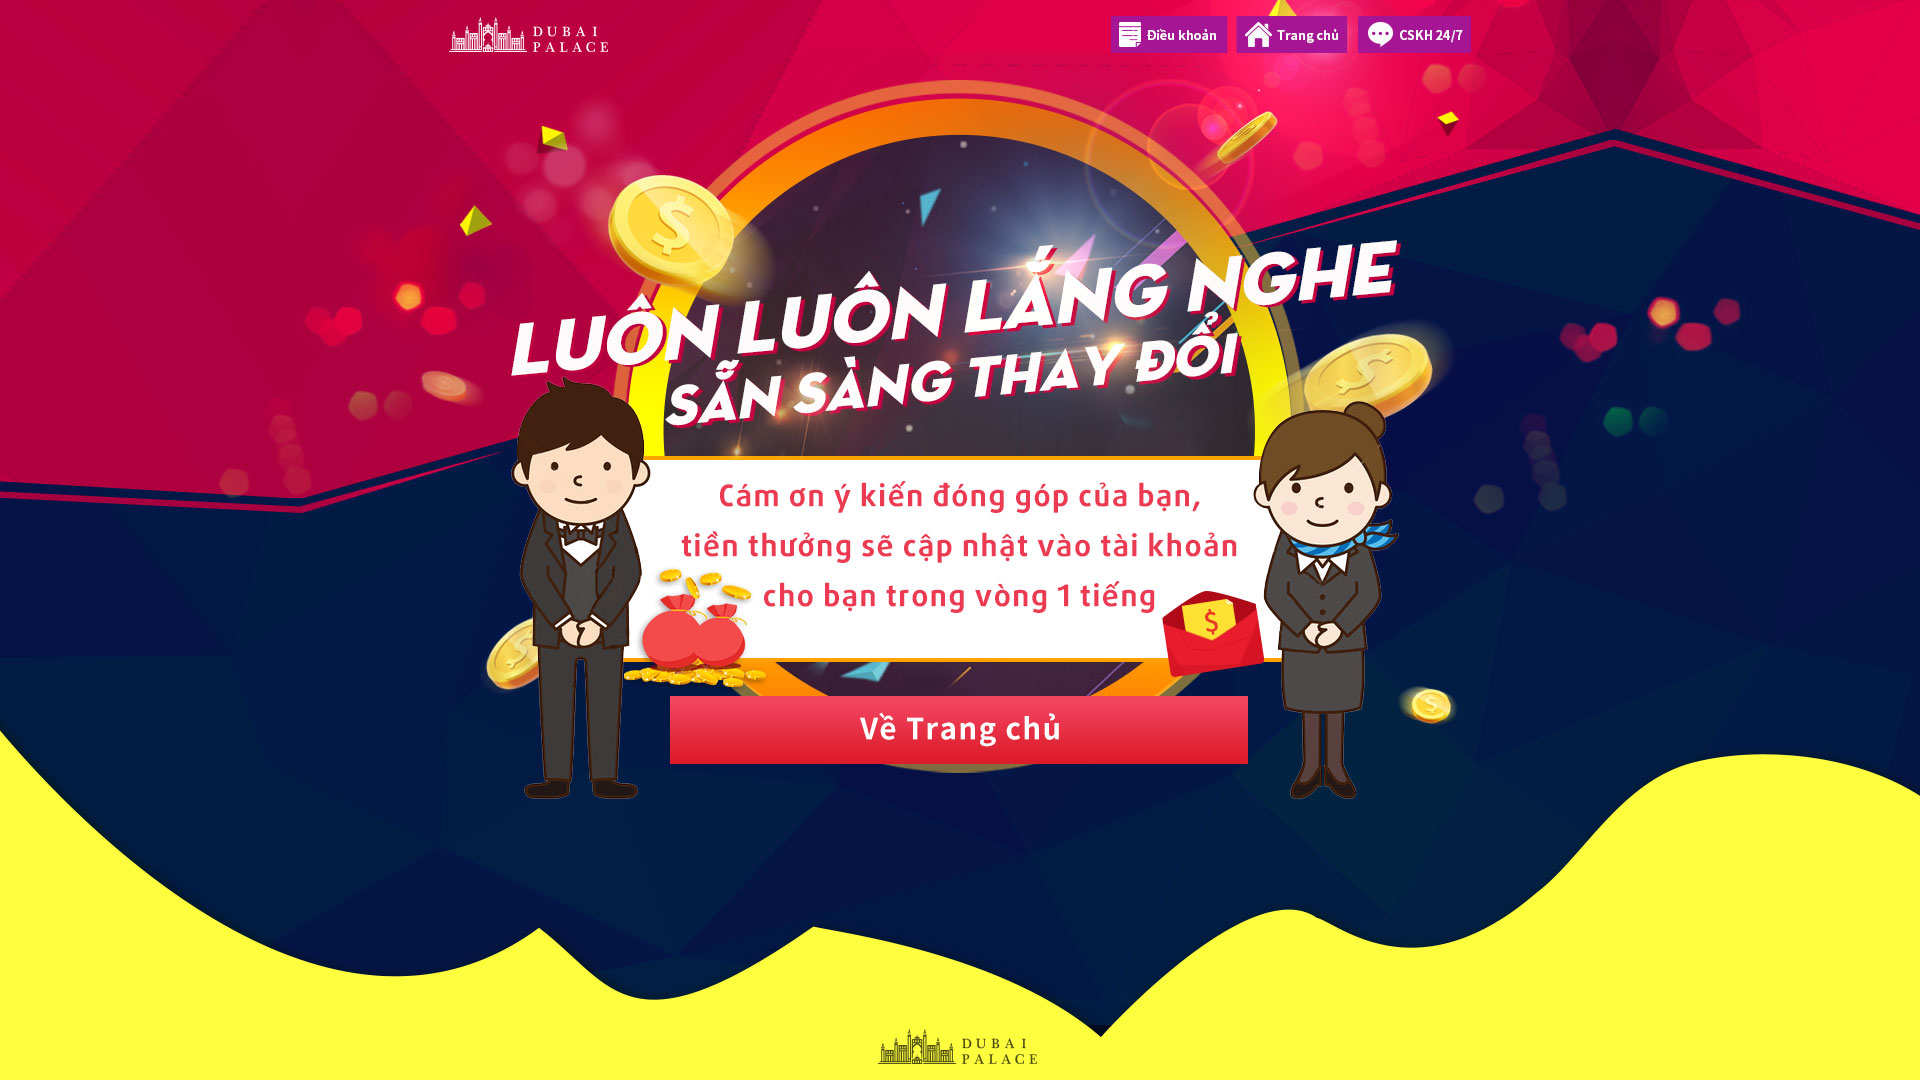 DUBAI
PALACE
Điều khoản
Trang chủ
CSKH 24/7
LUÔN LUÔN LẮNG NGHE
SẴN SÀNG THAY ĐỔI
Cám ơn ý kiến đóng góp của bạn,
tiền thưởng sẽ cập nhật vào tài khoản
cho bạn trong vòng 1 tiếng
Về Trang chủ
DUBAI
PALACE